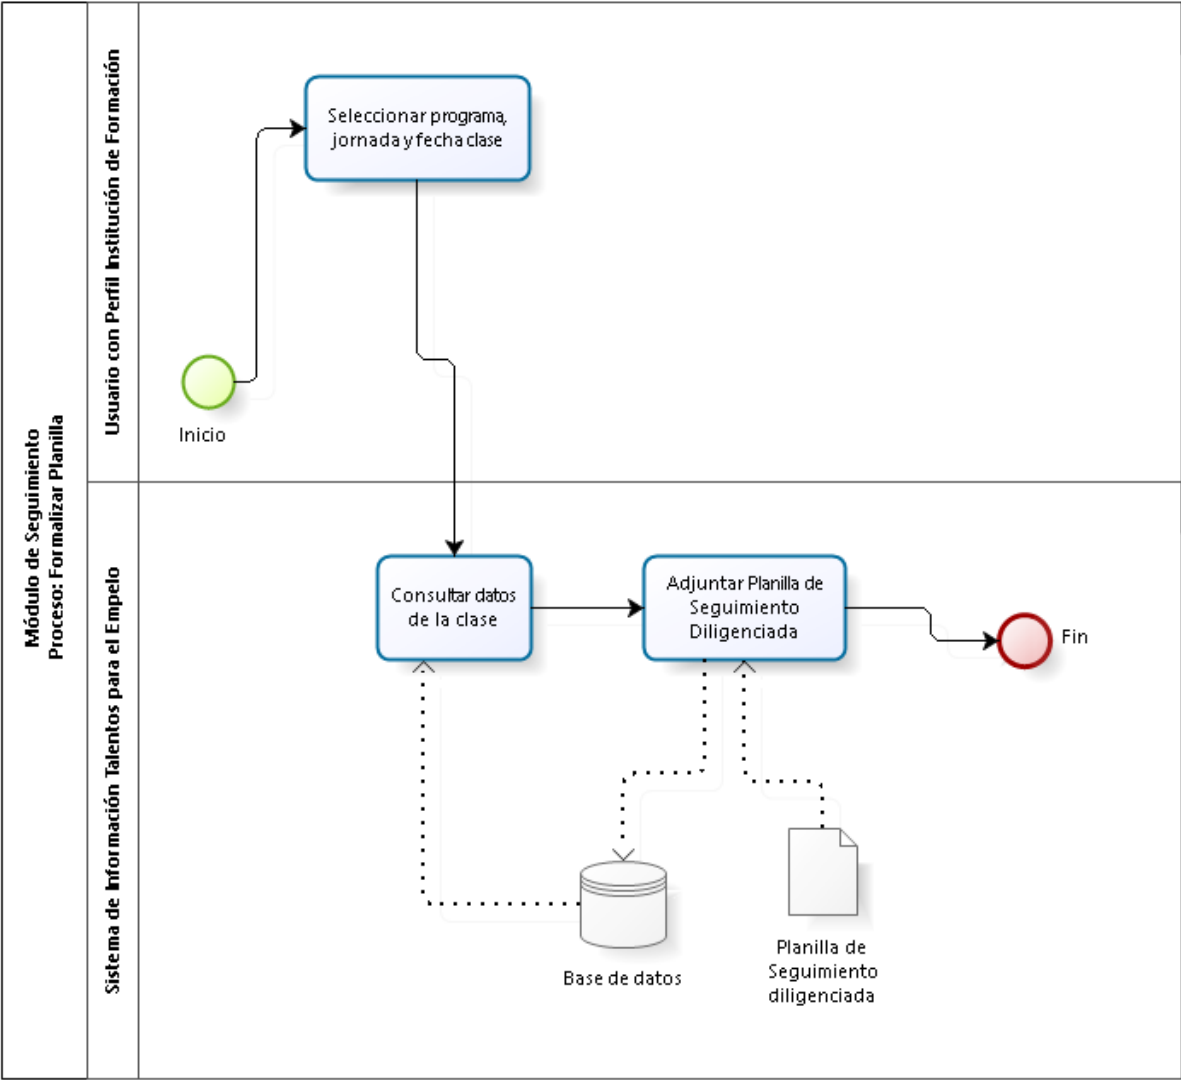 Módulo de Seguimiento
Proceso: Formalizar Planilla
Usuario con Perfil Institución de Formación
Seleccionar programa,
jornada y fecha clase
Inicio
Sistema de Información Talentos para el Empelo
Consultar datos
de la clase
Adjuntar Planilla de
Seguimiento
Diligenciada
Fin
Base de datos
Planilla de
Seguimiento
diligenciada